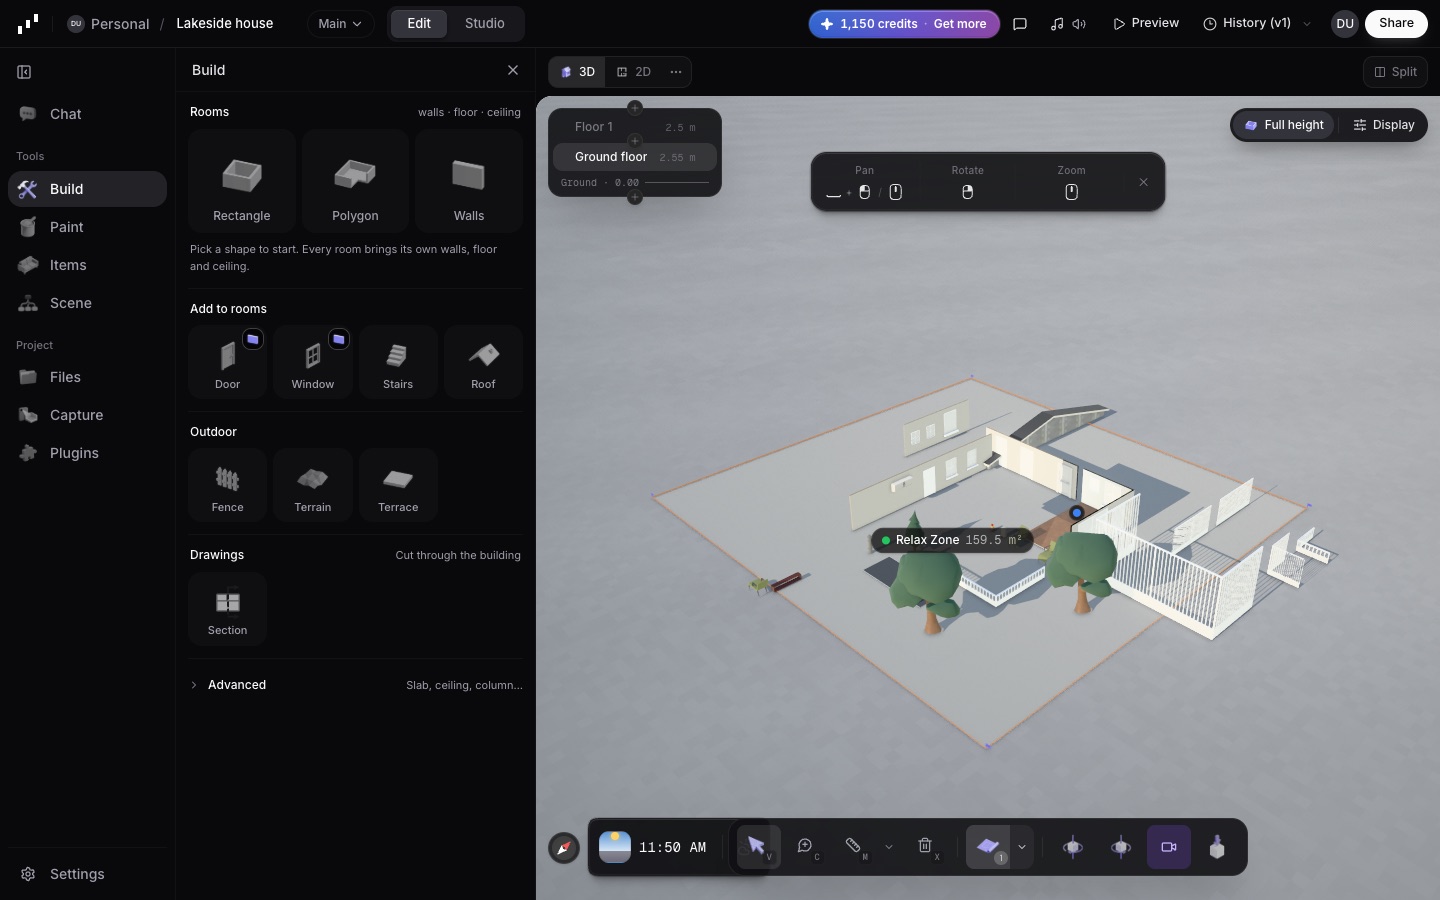 DU Personal / Lakeside house
Main
Edit
Studio
1,150 credits · Get more
Preview
History (v1)
DU
Share
Chat
Tools
Build
Paint
Items
Scene
Project
Files
Capture
Plugins
Settings
Build
Rooms
walls · floor · ceiling
Rectangle
Polygon
Walls
Pick a shape to start. Every room brings its own walls, floor
and ceiling.
Add to rooms
Door
Window
Stairs
Roof
Outdoor
Fence
Terrain
Terrace
Drawings
Cut through the building
Section
Advanced
Slab, ceiling, column...
3D
2D
Split
Floor 1 2.5 m
Ground floor 2.55 m
Ground · 0.00
Full height
Display
Pan
Rotate
Zoom
+ /
Relax Zone 159.5 m²
11:50 AM
V
C
M
X
1